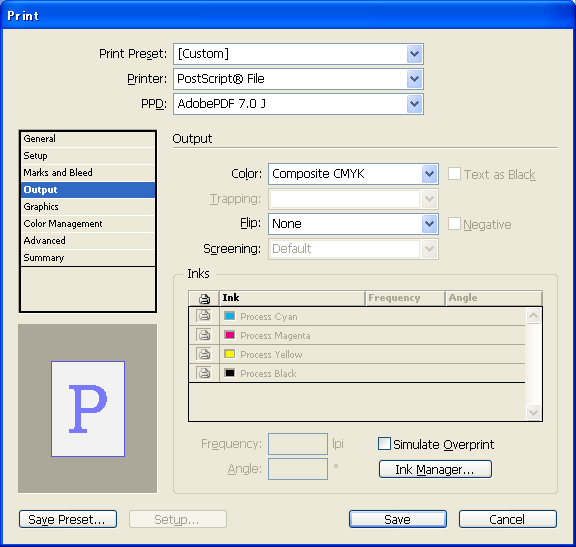 Print
Print Preset: [Custom]
Printer: PostScript® File
PPD: AdobePDF 7.0 J
General
Setup
Marks and Bleed
Output
Graphics
Color Management
Advanced
Summary
P
Output
Color: Composite CMYK Text as Black
Trapping:
Flip: None Negative
Screening: Default
Inks
Ink Frequency Angle
Process Cyan
Process Magenta
Process Yellow
Process Black
Frequency: lpi Simulate Overprint
Angle: ° Ink Manager...
Save Preset... Setup... Save Cancel